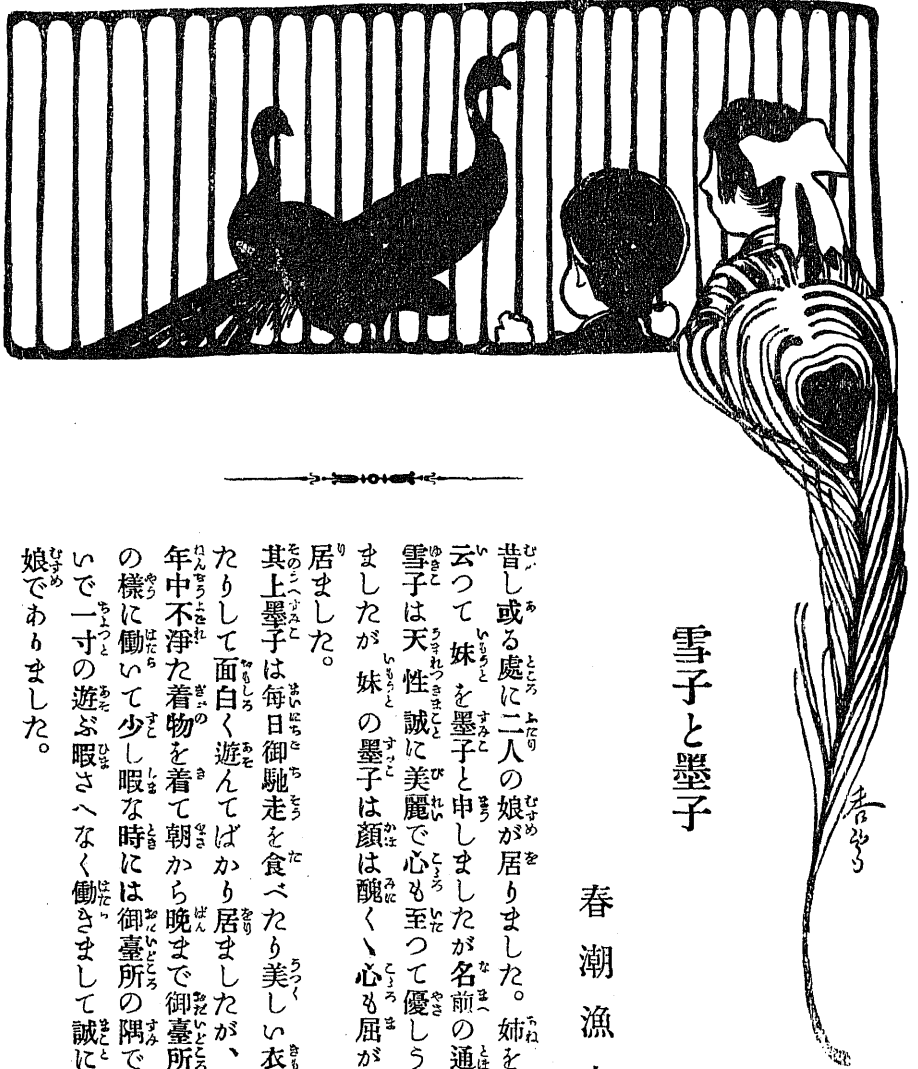 雪子と墨子
春潮漁
昔し或る處に二人の娘が居りました。姉を
云つて妹を墨子と申しましたが名前の通
雪子は天性誠に美麗で心も至つて優しう
ましたが妹の墨子は顔は醜くヽ心も屈が
居ました。
其上墨子は毎日御馳走を食べたり美しい衣
たりして面白く遊んてばかり居ましたが、
年中不淨た着物を着て朝から晩まで御臺所
の樣に働いて少し暇な時には御臺所の隅で
いで一寸の遊ぶ暇さへなく働きまして誠に
娘でありました。